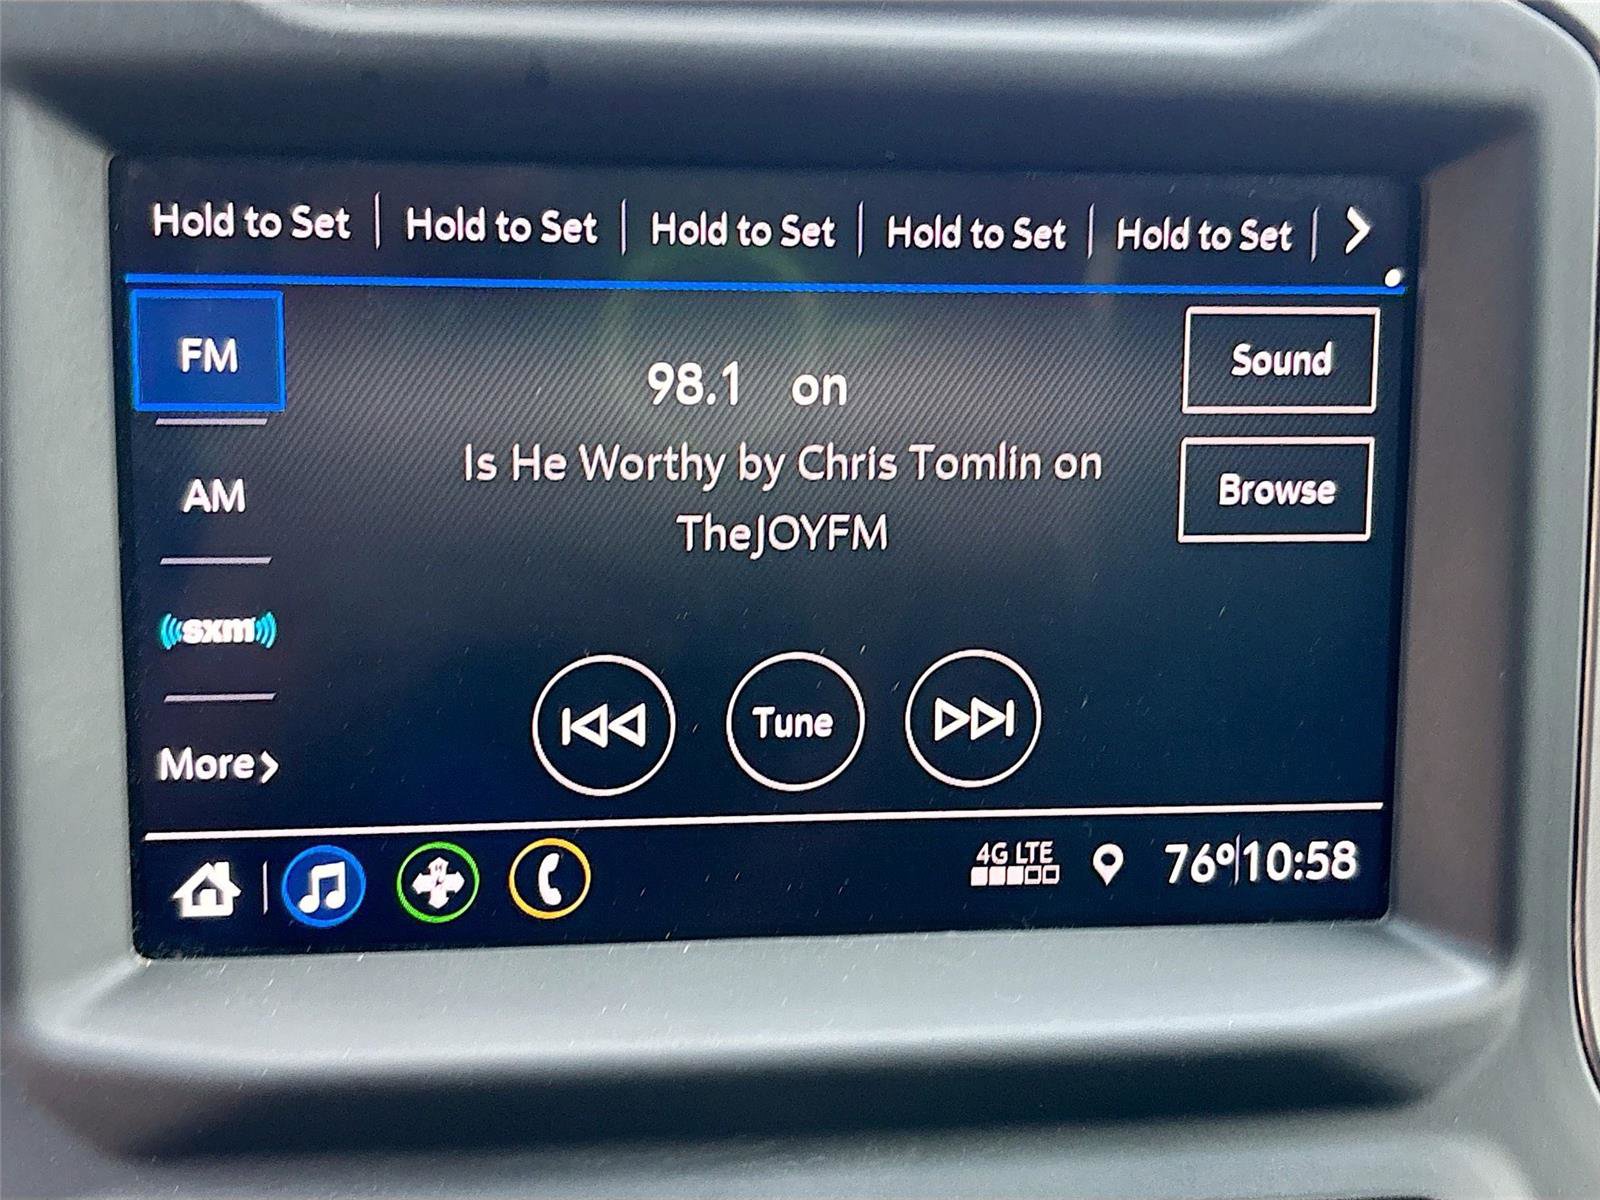 Hold to Set | Hold to Set | Hold to Set | Hold to Set | Hold to Set |
FM
98.1 on
Sound
Is He Worthy by Chris Tomlin on
TheJOYFM
Browse
AM
sxm
Tune
More
4G LTE
76°|10:58